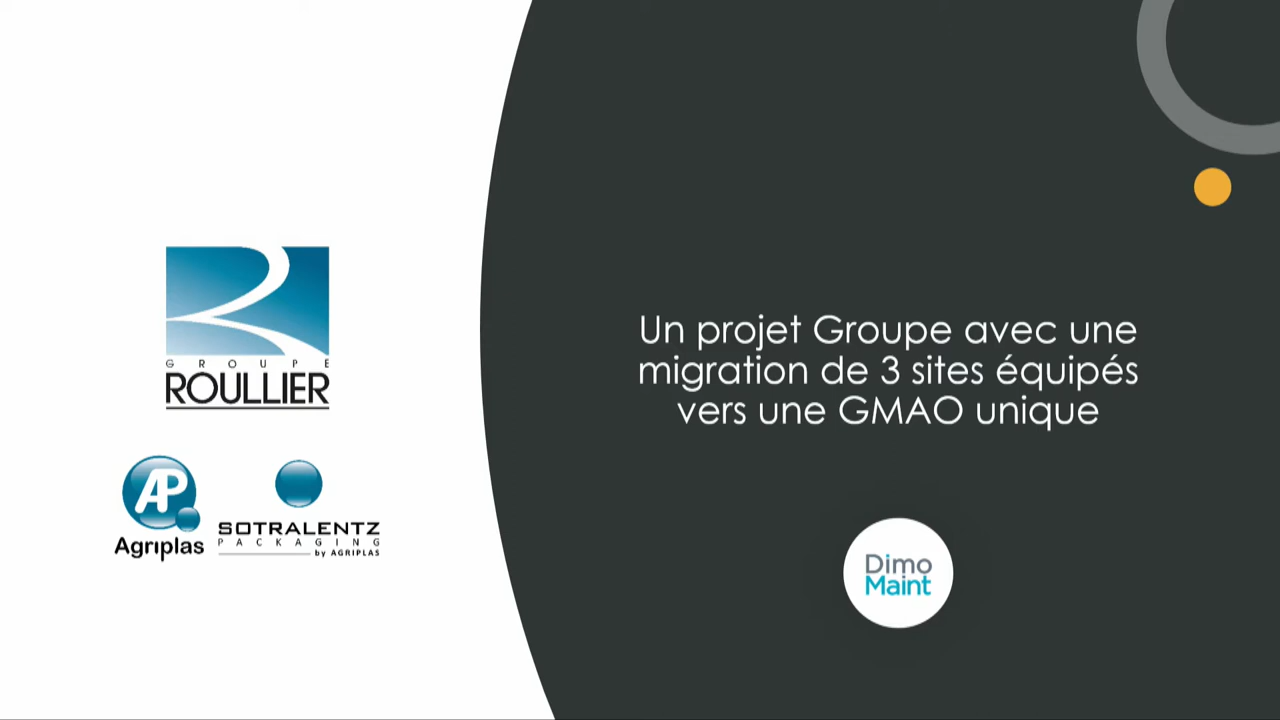 GROUPE
ROULLIER
AP
Agriplas
SOTRALENTZ
PACKAGING
by AGRIPLAS
Un projet Groupe avec une
migration de 3 sites équipés
vers une GMAO unique
Dimo
Maint